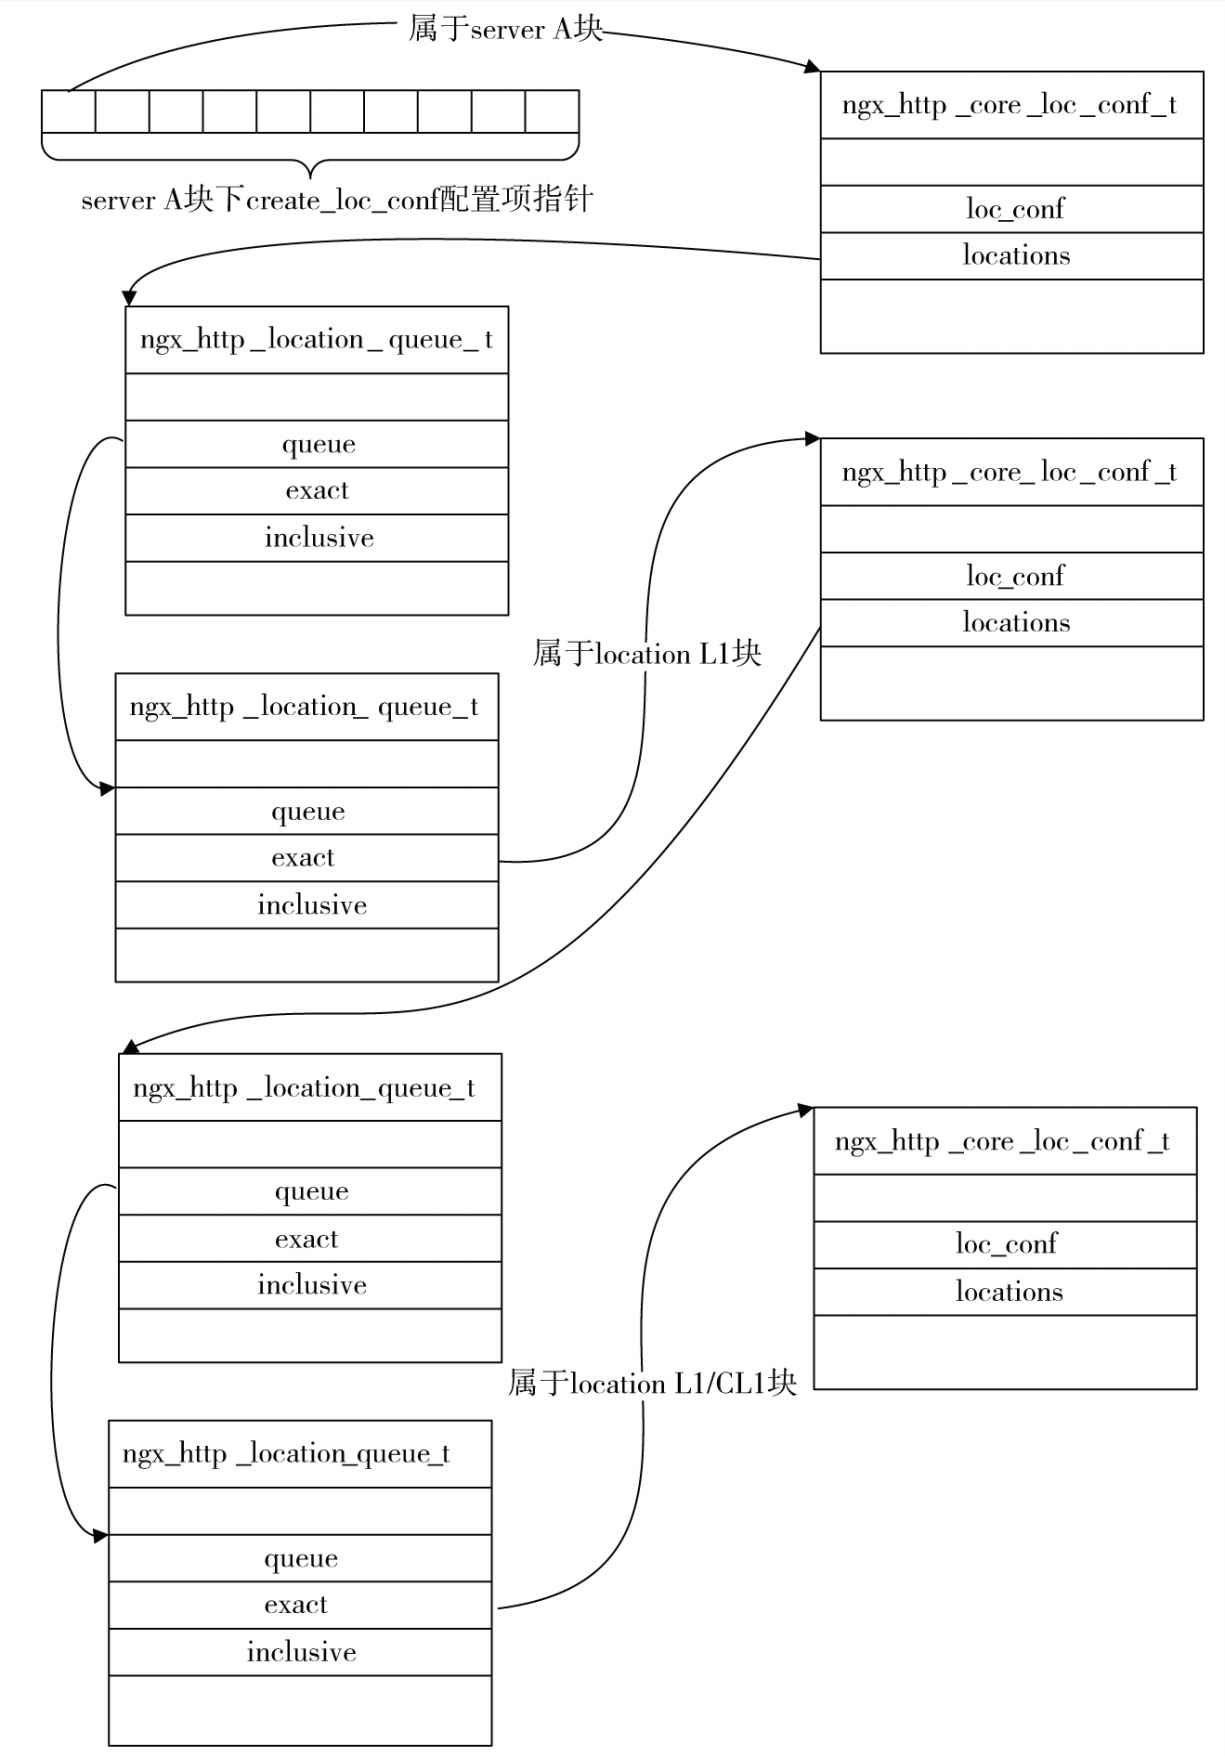 属于server A块
ngx_http _core _loc _conf _t
loc_conf
locations
server A块下create_loc_conf配置项指针
ngx_http _location _ queue _ t
queue
exact
inclusive
ngx_http _core_ loc _conf _t
loc_conf
locations
属于location L1块
ngx_http _location_ queue_t
queue
exact
inclusive
ngx_http _location_queue_t
queue
exact
inclusive
ngx_http _core _loc _conf _t
loc_conf
locations
属于location L1/CL1块
ngx_http _location_queue_t
queue
exact
inclusive